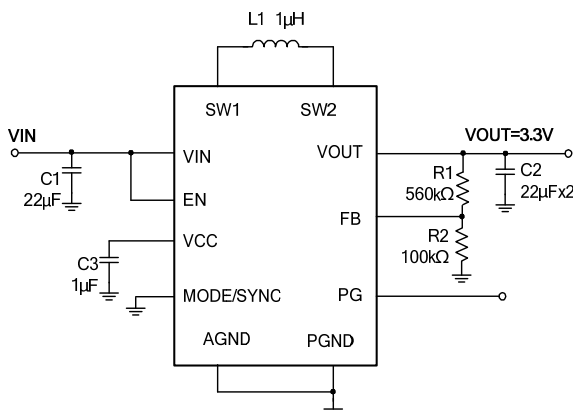 L1 1µH
SW1 SW2
VIN VOUT=3.3V
VIN VOUT
C1
22µF
R1
560kΩ
C2
22µFx2
EN
FB
R2
100kΩ
VCC
C3
1µF
MODE/SYNC PG
AGND PGND